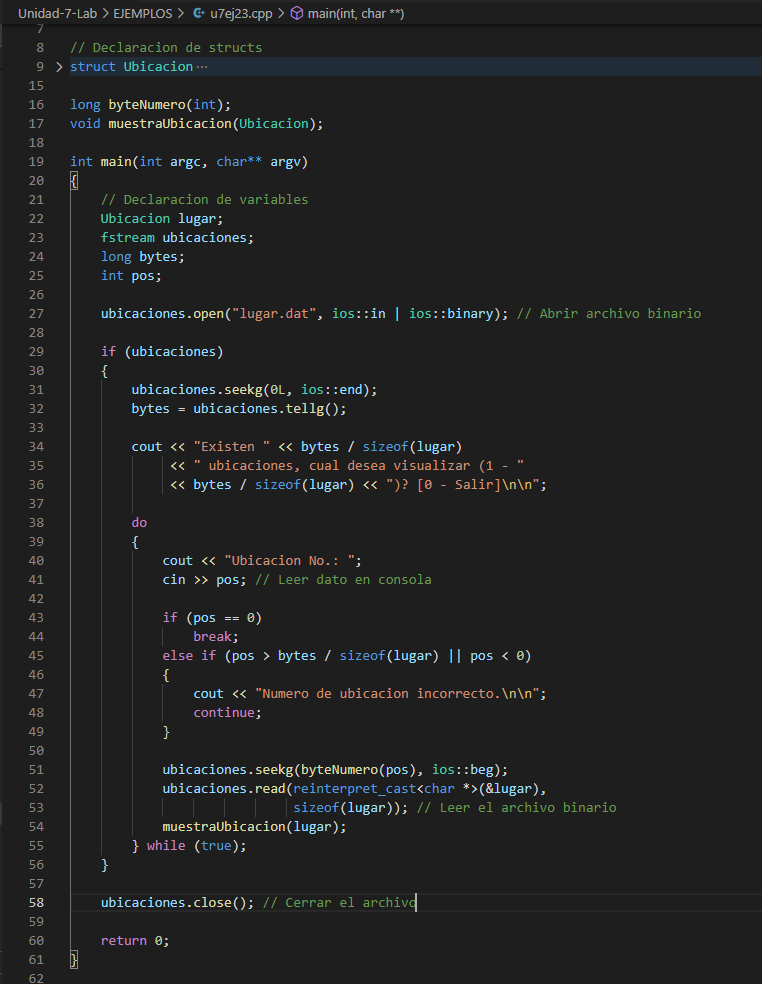 Unidad-7-Lab > EJEMPLOS > u7ej23.cpp > main(int, char **)
7
8 // Declaracion de structs
9 > struct Ubicacion ···
15
16 long byteNumero(int);
17 void muestraUbicacion(Ubicacion);
18
19 int main(int argc, char** argv)
20 {
21 // Declaracion de variables
22 Ubicacion lugar;
23 fstream ubicaciones;
24 long bytes;
25 int pos;
26
27 ubicaciones.open("lugar.dat", ios::in | ios::binary); // Abrir archivo binario
28
29 if (ubicaciones)
30 {
31 ubicaciones.seekg(0L, ios::end);
32 bytes = ubicaciones.tellg();
33
34 cout << "Existen " << bytes / sizeof(lugar)
35 << " ubicaciones, cual desea visualizar (1 - "
36 << bytes / sizeof(lugar) << ")? [0 - Salir]\n\n";
37
38 do
39 {
40 cout << "Ubicacion No.: ";
41 cin >> pos; // Leer dato en consola
42
43 if (pos == 0)
44 break;
45 else if (pos > bytes / sizeof(lugar) || pos < 0)
46 {
47 cout << "Numero de ubicacion incorrecto.\n\n";
48 continue;
49 }
50
51 ubicaciones.seekg(byteNumero(pos), ios::beg);
52 ubicaciones.read(reinterpret_cast<char *>(&lugar),
53 sizeof(lugar)); // Leer el archivo binario
54 muestraUbicacion(lugar);
55 } while (true);
56 }
57
58 ubicaciones.close(); // Cerrar el archivo
59
60 return 0;
61 }
62